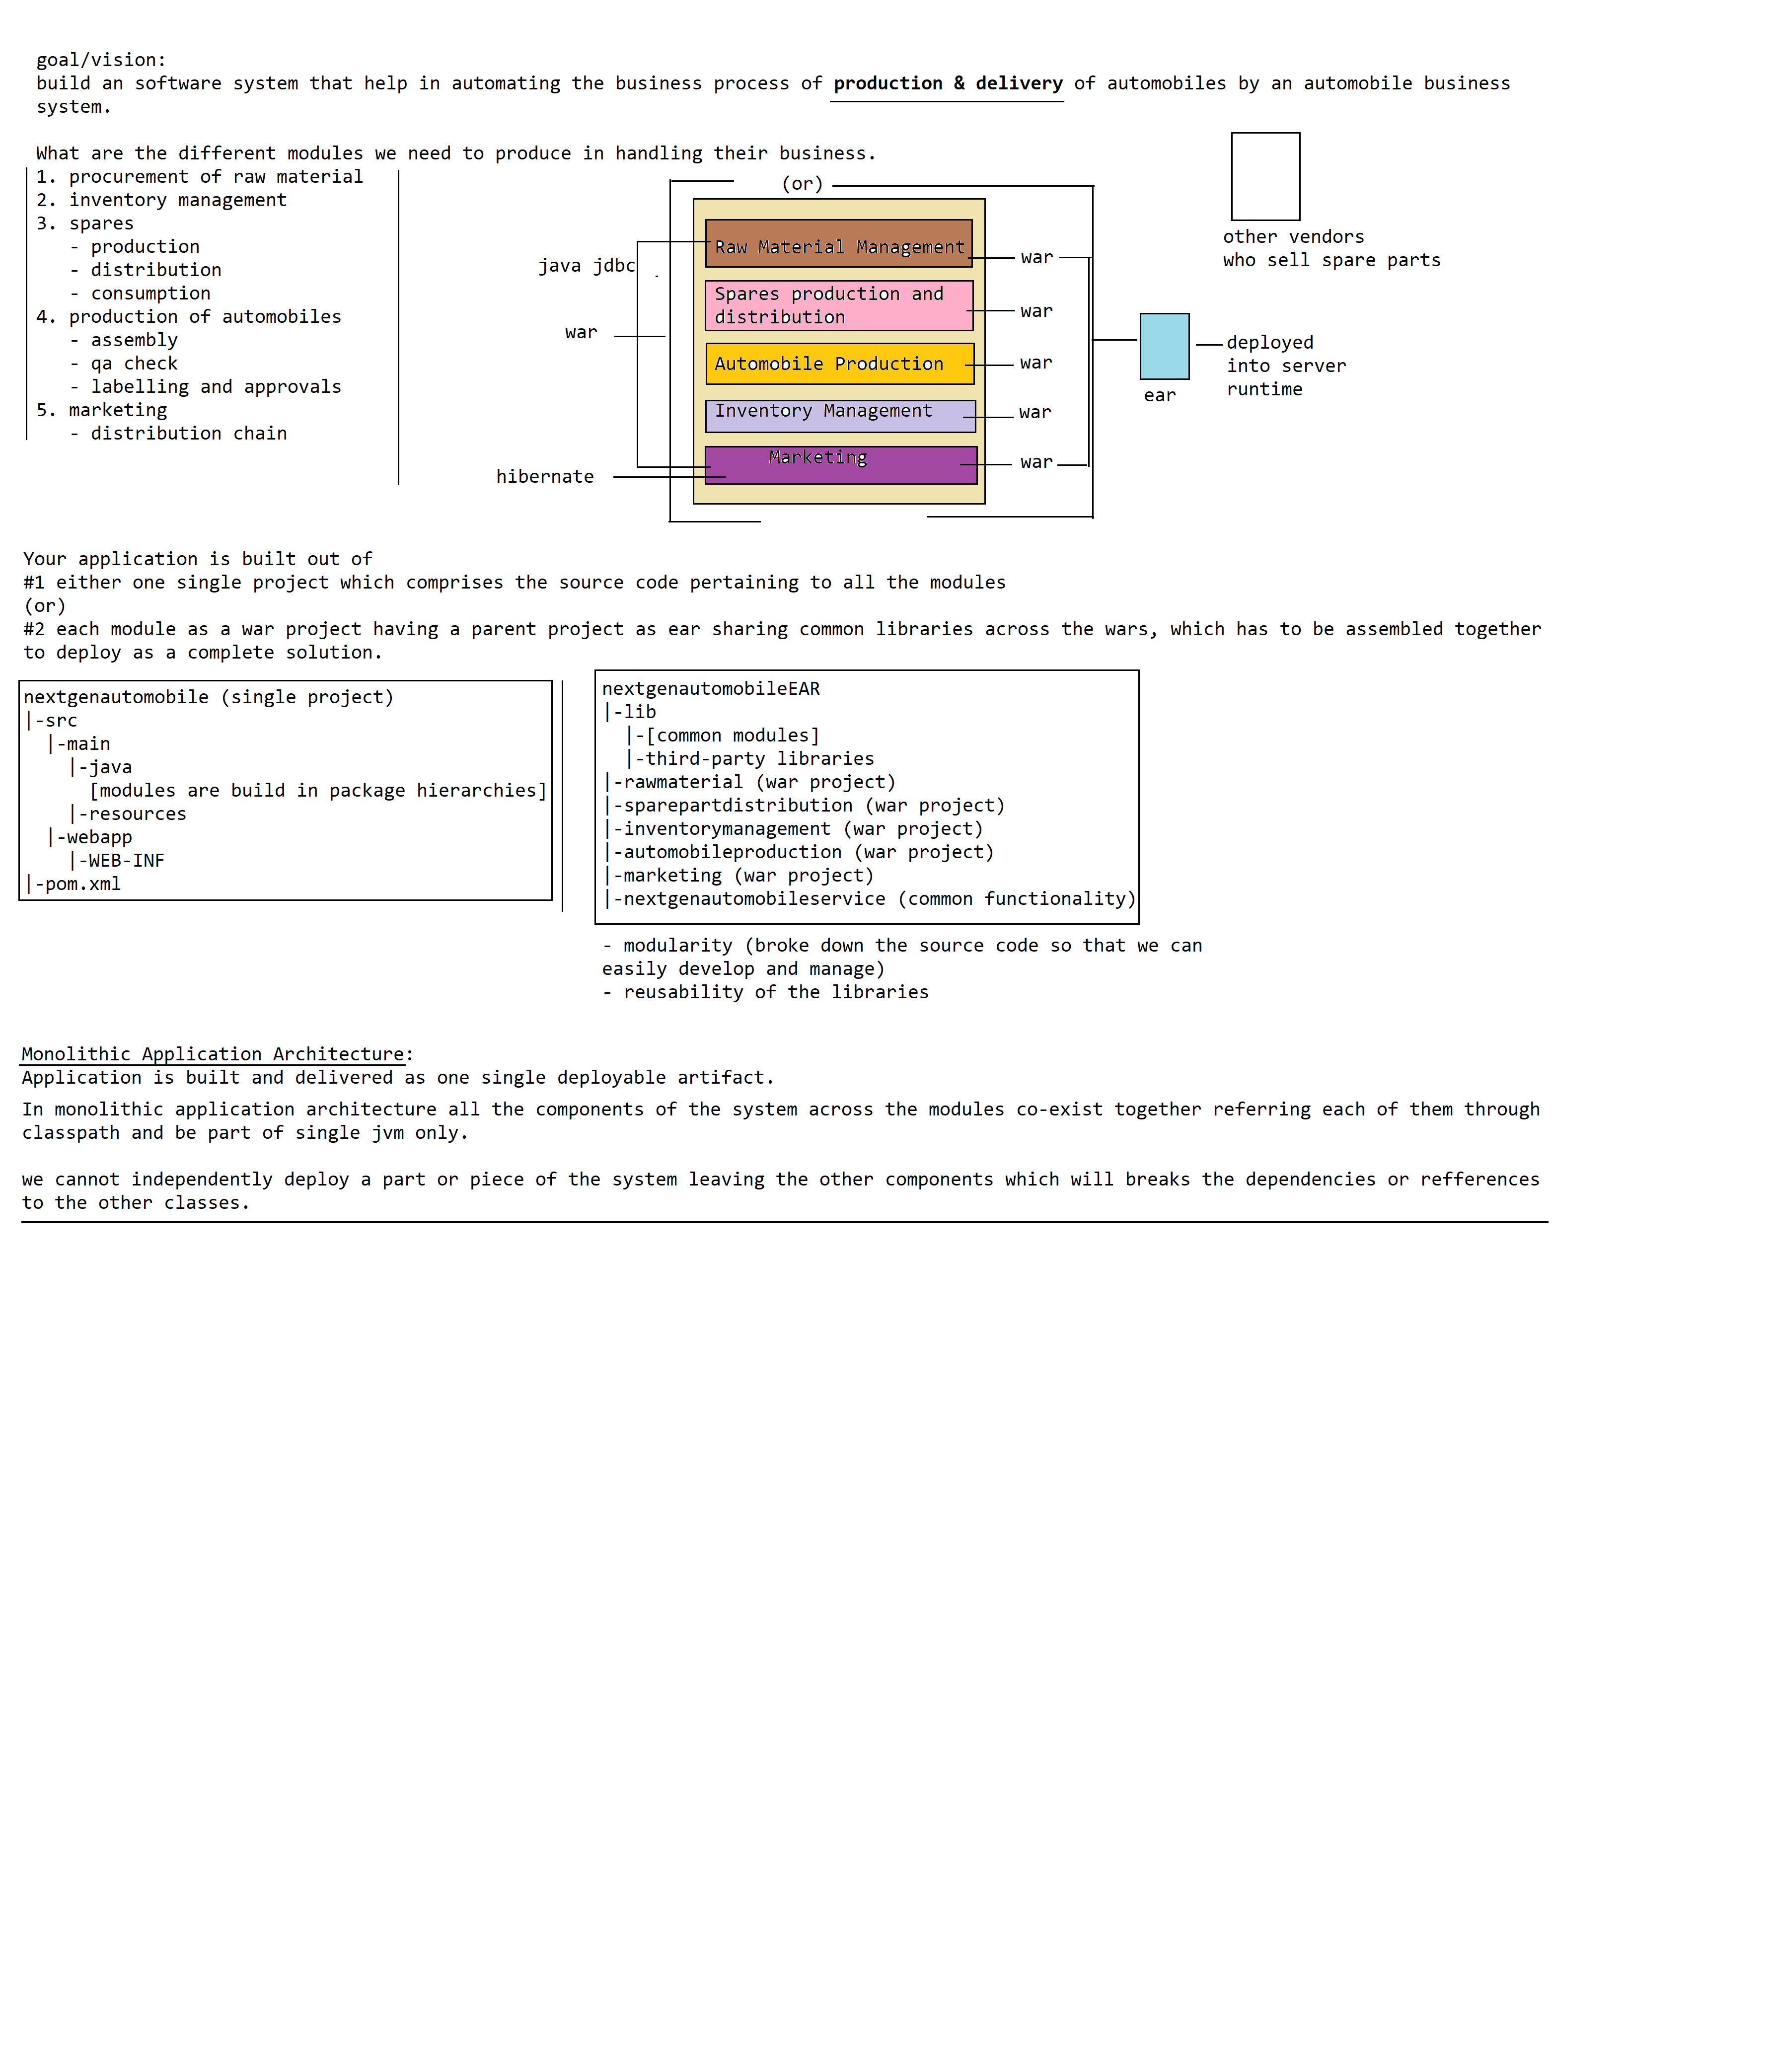 goal/vision:
build an software system that help in automating the business process of production & delivery of automobiles by an automobile business
system.
What are the different modules we need to produce in handling their business.
1. procurement of raw material
2. inventory management
3. spares
- production
- distribution
- consumption
4. production of automobiles
- assembly
- qa check
- labelling and approvals
5. marketing
- distribution chain
(or)
java jdbc
war
hibernate
Raw Material Management
Spares production and
distribution
Automobile Production
Inventory Management
Marketing
war
war
war
war
war
ear
deployed
into server
runtime
other vendors
who sell spare parts
Your application is built out of
#1 either one single project which comprises the source code pertaining to all the modules
(or)
#2 each module as a war project having a parent project as ear sharing common libraries across the wars, which has to be assembled together
to deploy as a complete solution.
nextgenautomobile (single project)
|-src
|-main
|-java
[modules are build in package hierarchies]
|-resources
|-webapp
|-WEB-INF
|-pom.xml
nextgenautomobileEAR
|-lib
|-[common modules]
|-third-party libraries
|-rawmaterial (war project)
|-sparepartdistribution (war project)
|-inventorymanagement (war project)
|-automobileproduction (war project)
|-marketing (war project)
|-nextgenautomobileservice (common functionality)
- modularity (broke down the source code so that we can
easily develop and manage)
- reusability of the libraries
Monolithic Application Architecture:
Application is built and delivered as one single deployable artifact.
In monolithic application architecture all the components of the system across the modules co-exist together referring each of them through
classpath and be part of single jvm only.
we cannot independently deploy a part or piece of the system leaving the other components which will breaks the dependencies or refferences
to the other classes.